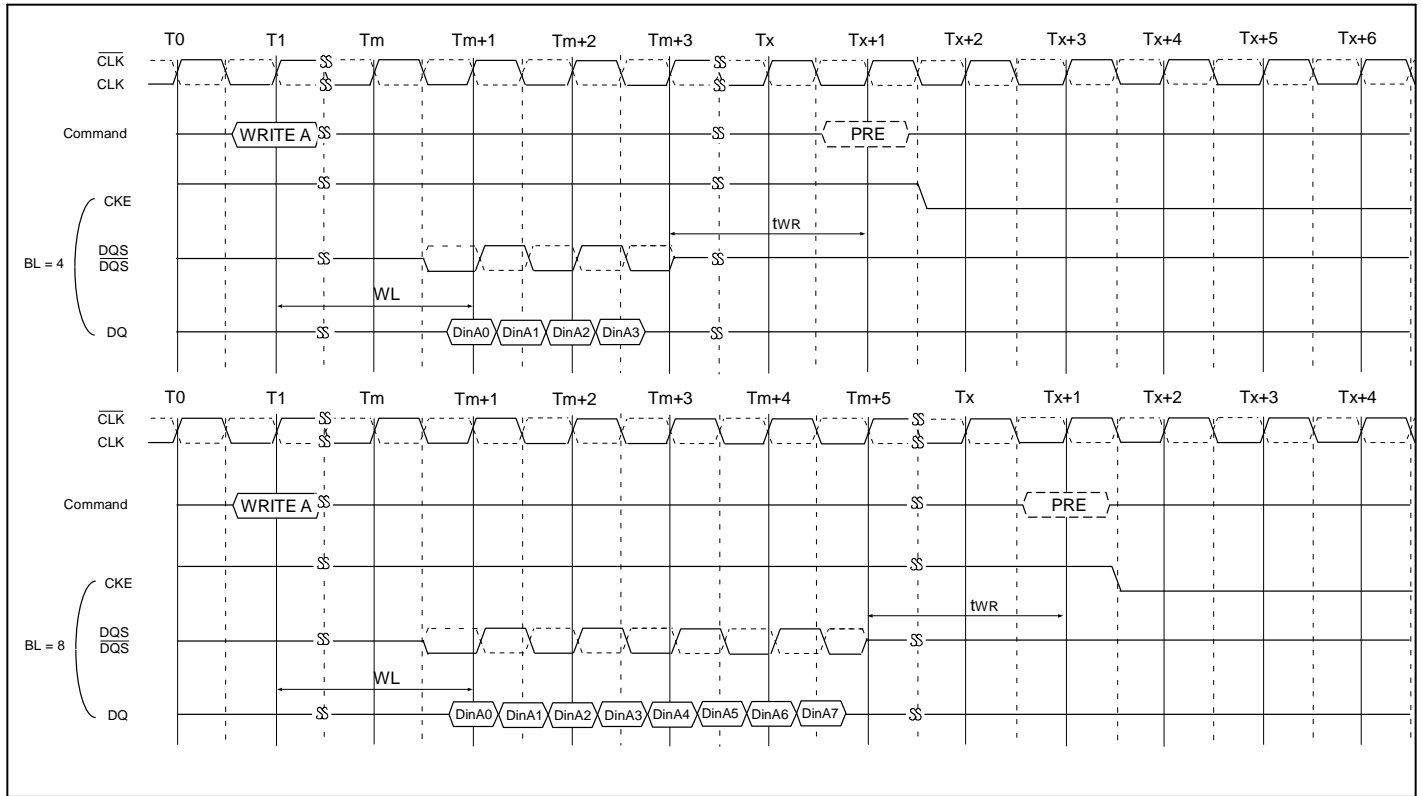 T0 T1 Tm Tm+1 Tm+2 Tm+3 Tx Tx+1 Tx+2 Tx+3 Tx+4 Tx+5 Tx+6
CLK
CLK
Command WRITE A PRE
CKE
tWR
BL = 4
DQS
DQS
WL
DQ DinA0 DinA1 DinA2 DinA3
T0 T1 Tm Tm+1 Tm+2 Tm+3 Tm+4 Tm+5 Tx Tx+1 Tx+2 Tx+3 Tx+4
CLK
CLK
Command WRITE A PRE
CKE
tWR
BL = 8
DQS
DQS
WL
DQ DinA0 DinA1 DinA2 DinA3 DinA4 DinA5 DinA6 DinA7